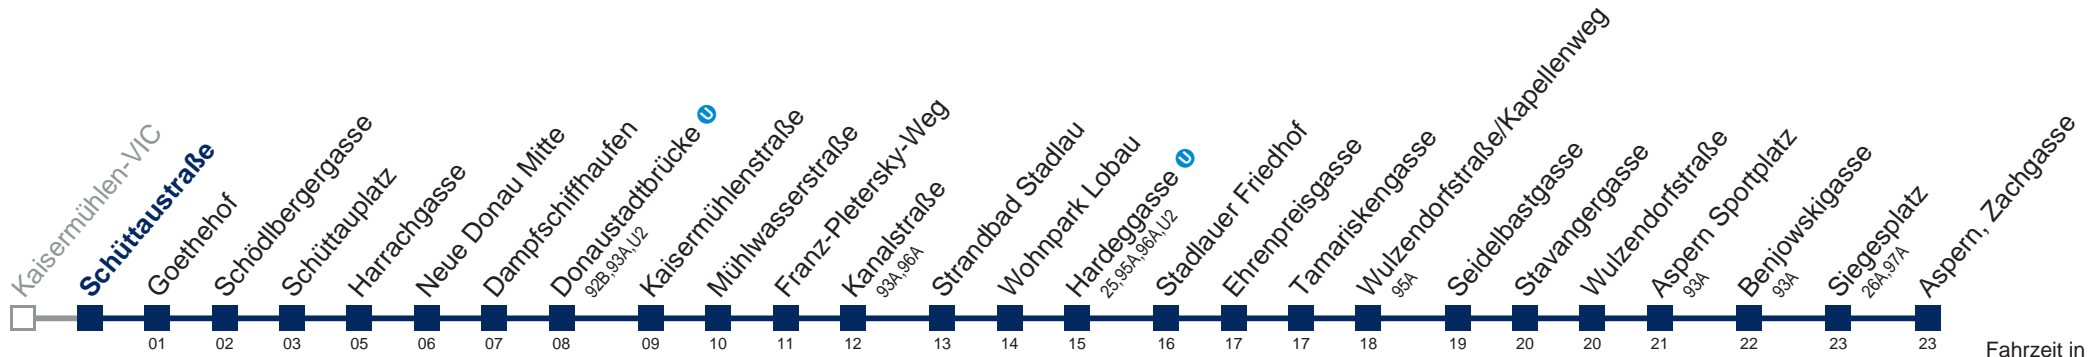 Kaisermühlen-VIC
Schüttaustraße
Goethehof
Schödlbergergasse
Schüttauplatz
Harrachgasse
Neue Donau Mitte
Dampfschiffhaufen
Donaustadtbrücke U
92B,93A,U2
Kaisermühlenstraße
Mühlwasserstraße
Franz-Pletersky-Weg
Kanalstraße
93A,96A
Strandbad Stadlau
Wohnpark Lobau
Hardeggasse U
25,95A,96A,U2
Stadlauer Friedhof
Ehrenpreisgasse
Tamariskengasse
Wulzendorfstraße/Kapellenweg
95A
Seidelbastgasse
Stavangergasse
Wulzendorfstraße
Aspern Sportplatz
93A
Benjowskigasse
93A
Siegesplatz
26A,97A
Aspern, Zachgasse
01 02 03 05 06 07 08 09 10 11 12 13 14 15 16 17 17 18 19 20 20 21 22 23 23
Fahrzeit in